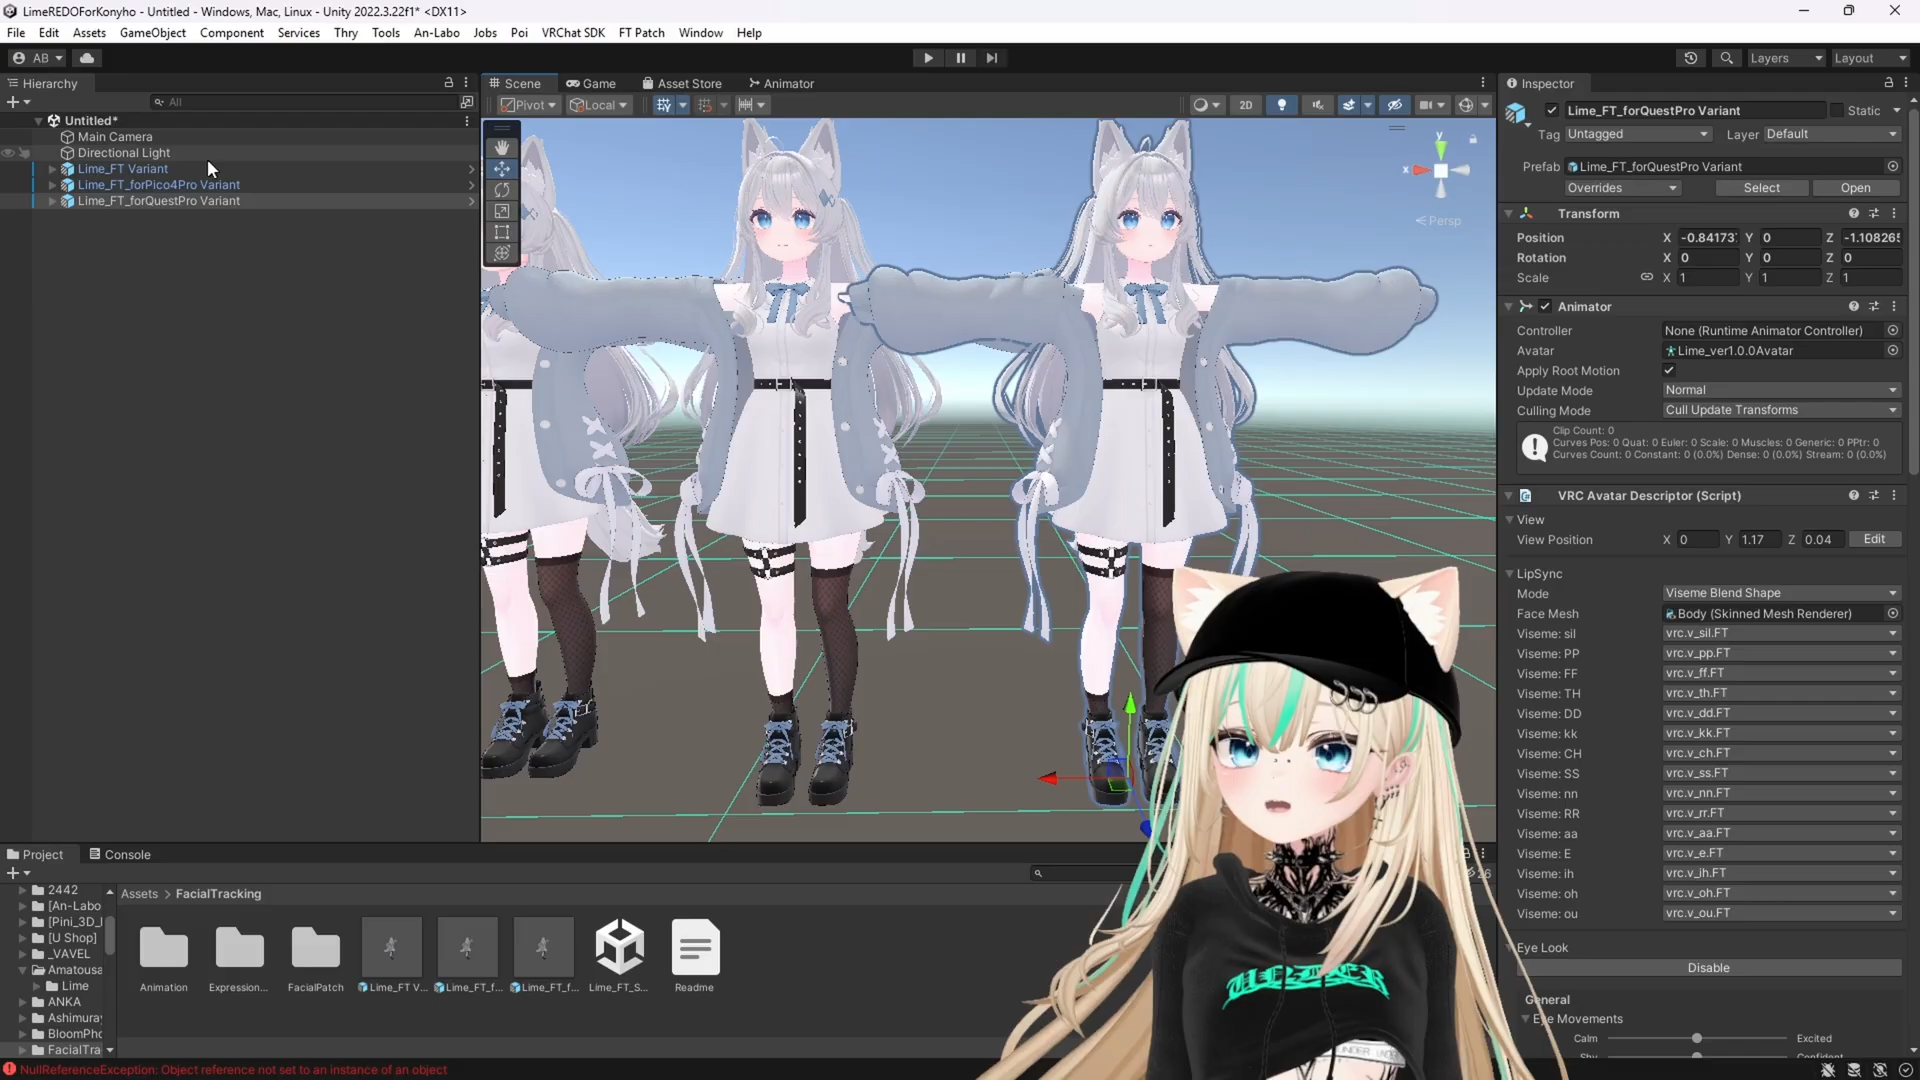 LimeREDOForKonyho - Untitled - Windows, Mac, Linux - Unity 2022.3.22f1* <DX11>
File Edit Assets GameObject Component Services Thry Tools An-Labo Jobs Poi VRChat SDK FT Patch Window Help
AB Layers Layout
Hierarchy
All
Untitled*
Main Camera
Directional Light
Lime_FT Variant
Lime_FT_forPico4Pro Variant
Lime_FT_forQuestPro Variant
Scene Game Asset Store Animator
Pivot Local 2D
y
x
Persp
Inspector
Lime_FT_forQuestPro Variant Static
Tag Untagged Layer Default
Prefab Lime_FT_forQuestPro Variant
Overrides Select Open
Transform
Position X -0.84173 Y 0 Z -1.108265
Rotation X 0 Y 0 Z 0
Scale X 1 Y 1 Z 1
Animator
Controller None (Runtime Animator Controller)
Avatar Lime_ver1.0.0Avatar
Apply Root Motion
Update Mode Normal
Culling Mode Cull Update Transforms
Clip Count: 0
Curves Pos: 0 Quat: 0 Euler: 0 Scale: 0 Muscles: 0 Generic: 0 PPtr: 0
Curves Count: 0 Constant: 0 (0.0%) Dense: 0 (0.0%) Stream: 0 (0.0%)
VRC Avatar Descriptor (Script)
View
View Position X 0 Y 1.17 Z 0.04 Edit
LipSync
Mode Viseme Blend Shape
Face Mesh Body (Skinned Mesh Renderer)
Viseme: sil vrc.v_sil.FT
Viseme: PP vrc.v_pp.FT
Viseme: FF vrc.v_ff.FT
Viseme: TH vrc.v_th.FT
Viseme: DD vrc.v_dd.FT
Viseme: kk vrc.v_kk.FT
Viseme: CH vrc.v_ch.FT
Viseme: SS vrc.v_ss.FT
Viseme: nn vrc.v_nn.FT
Viseme: RR vrc.v_rr.FT
Viseme: aa vrc.v_aa.FT
Viseme: E vrc.v_e.FT
Viseme: ih vrc.v_ih.FT
Viseme: oh vrc.v_oh.FT
Viseme: ou vrc.v_ou.FT
Eye Look
Disable
General
Eye Movements
Calm Excited
Shy Confident
Project Console
26
2442
[An-Labo
[Pini_3D_
[U Shop]
_VAVEL
Amatousa
Lime
ANKA
Ashimuray
BloomPho
FacialTra
Assets > FacialTracking
Animation Expression... FacialPatch Lime_FT V... Lime_FT_f... Lime_FT_f... Lime_FT_S... Readme
NullReferenceException: Object reference not set to an instance of an object